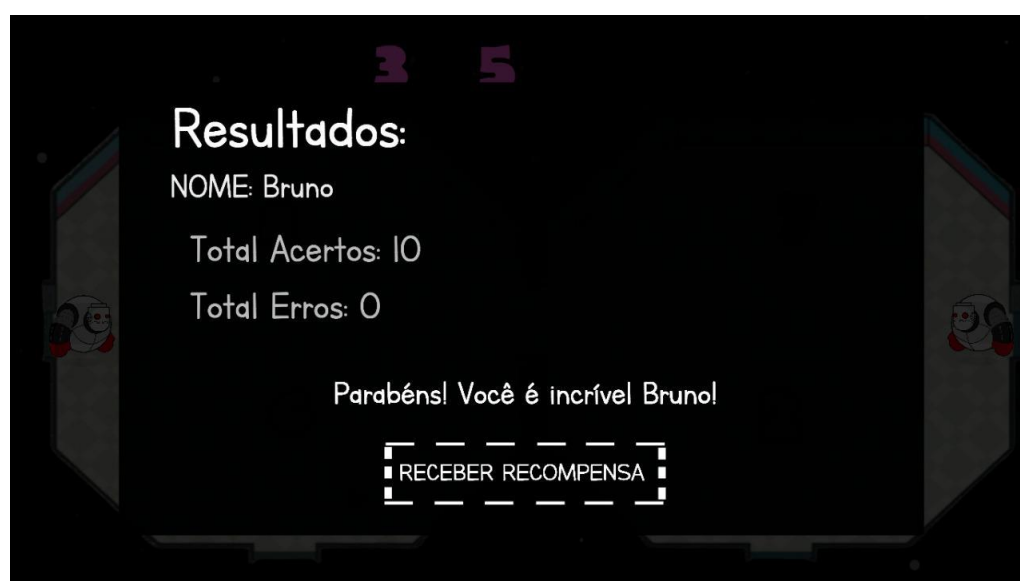 3 5
Resultados:
NOME: Bruno
Total Acertos: 10
Total Erros: 0
Parabéns! Você é incrível Bruno!
RECEBER RECOMPENSA